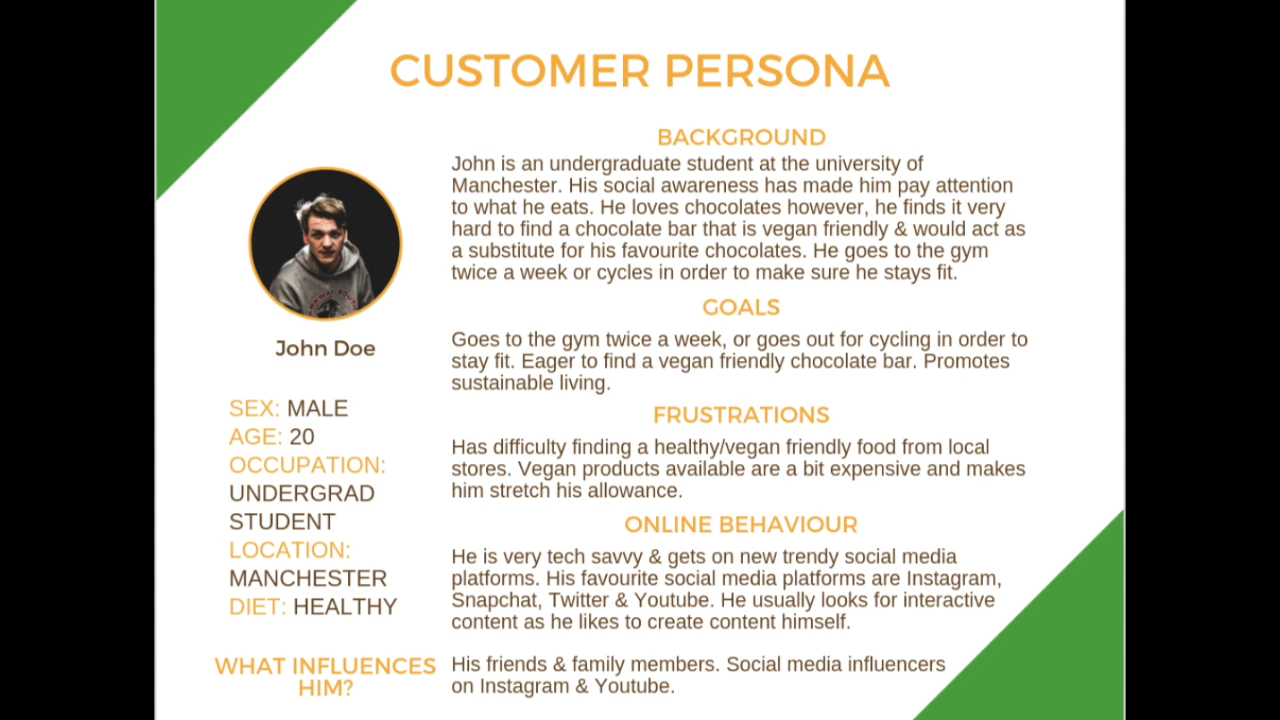 CUSTOMER PERSONA
John Doe
SEX: MALE
AGE: 20
OCCUPATION:
UNDERGRAD
STUDENT
LOCATION:
MANCHESTER
DIET: HEALTHY
BACKGROUND
John is an undergraduate student at the university of
Manchester. His social awareness has made him pay attention
to what he eats. He loves chocolates however, he finds it very
hard to find a chocolate bar that is vegan friendly & would act as
a substitute for his favourite chocolates. He goes to the gym
twice a week or cycles in order to make sure he stays fit.
GOALS
Goes to the gym twice a week, or goes out for cycling in order to
stay fit. Eager to find a vegan friendly chocolate bar. Promotes
sustainable living.
FRUSTRATIONS
Has difficulty finding a healthy/vegan friendly food from local
stores. Vegan products available are a bit expensive and makes
him stretch his allowance.
ONLINE BEHAVIOUR
He is very tech savvy & gets on new trendy social media
platforms. His favourite social media platforms are Instagram,
Snapchat, Twitter & Youtube. He usually looks for interactive
content as he likes to create content himself.
WHAT INFLUENCES
HIM?
His friends & family members. Social media influencers
on Instagram & Youtube.